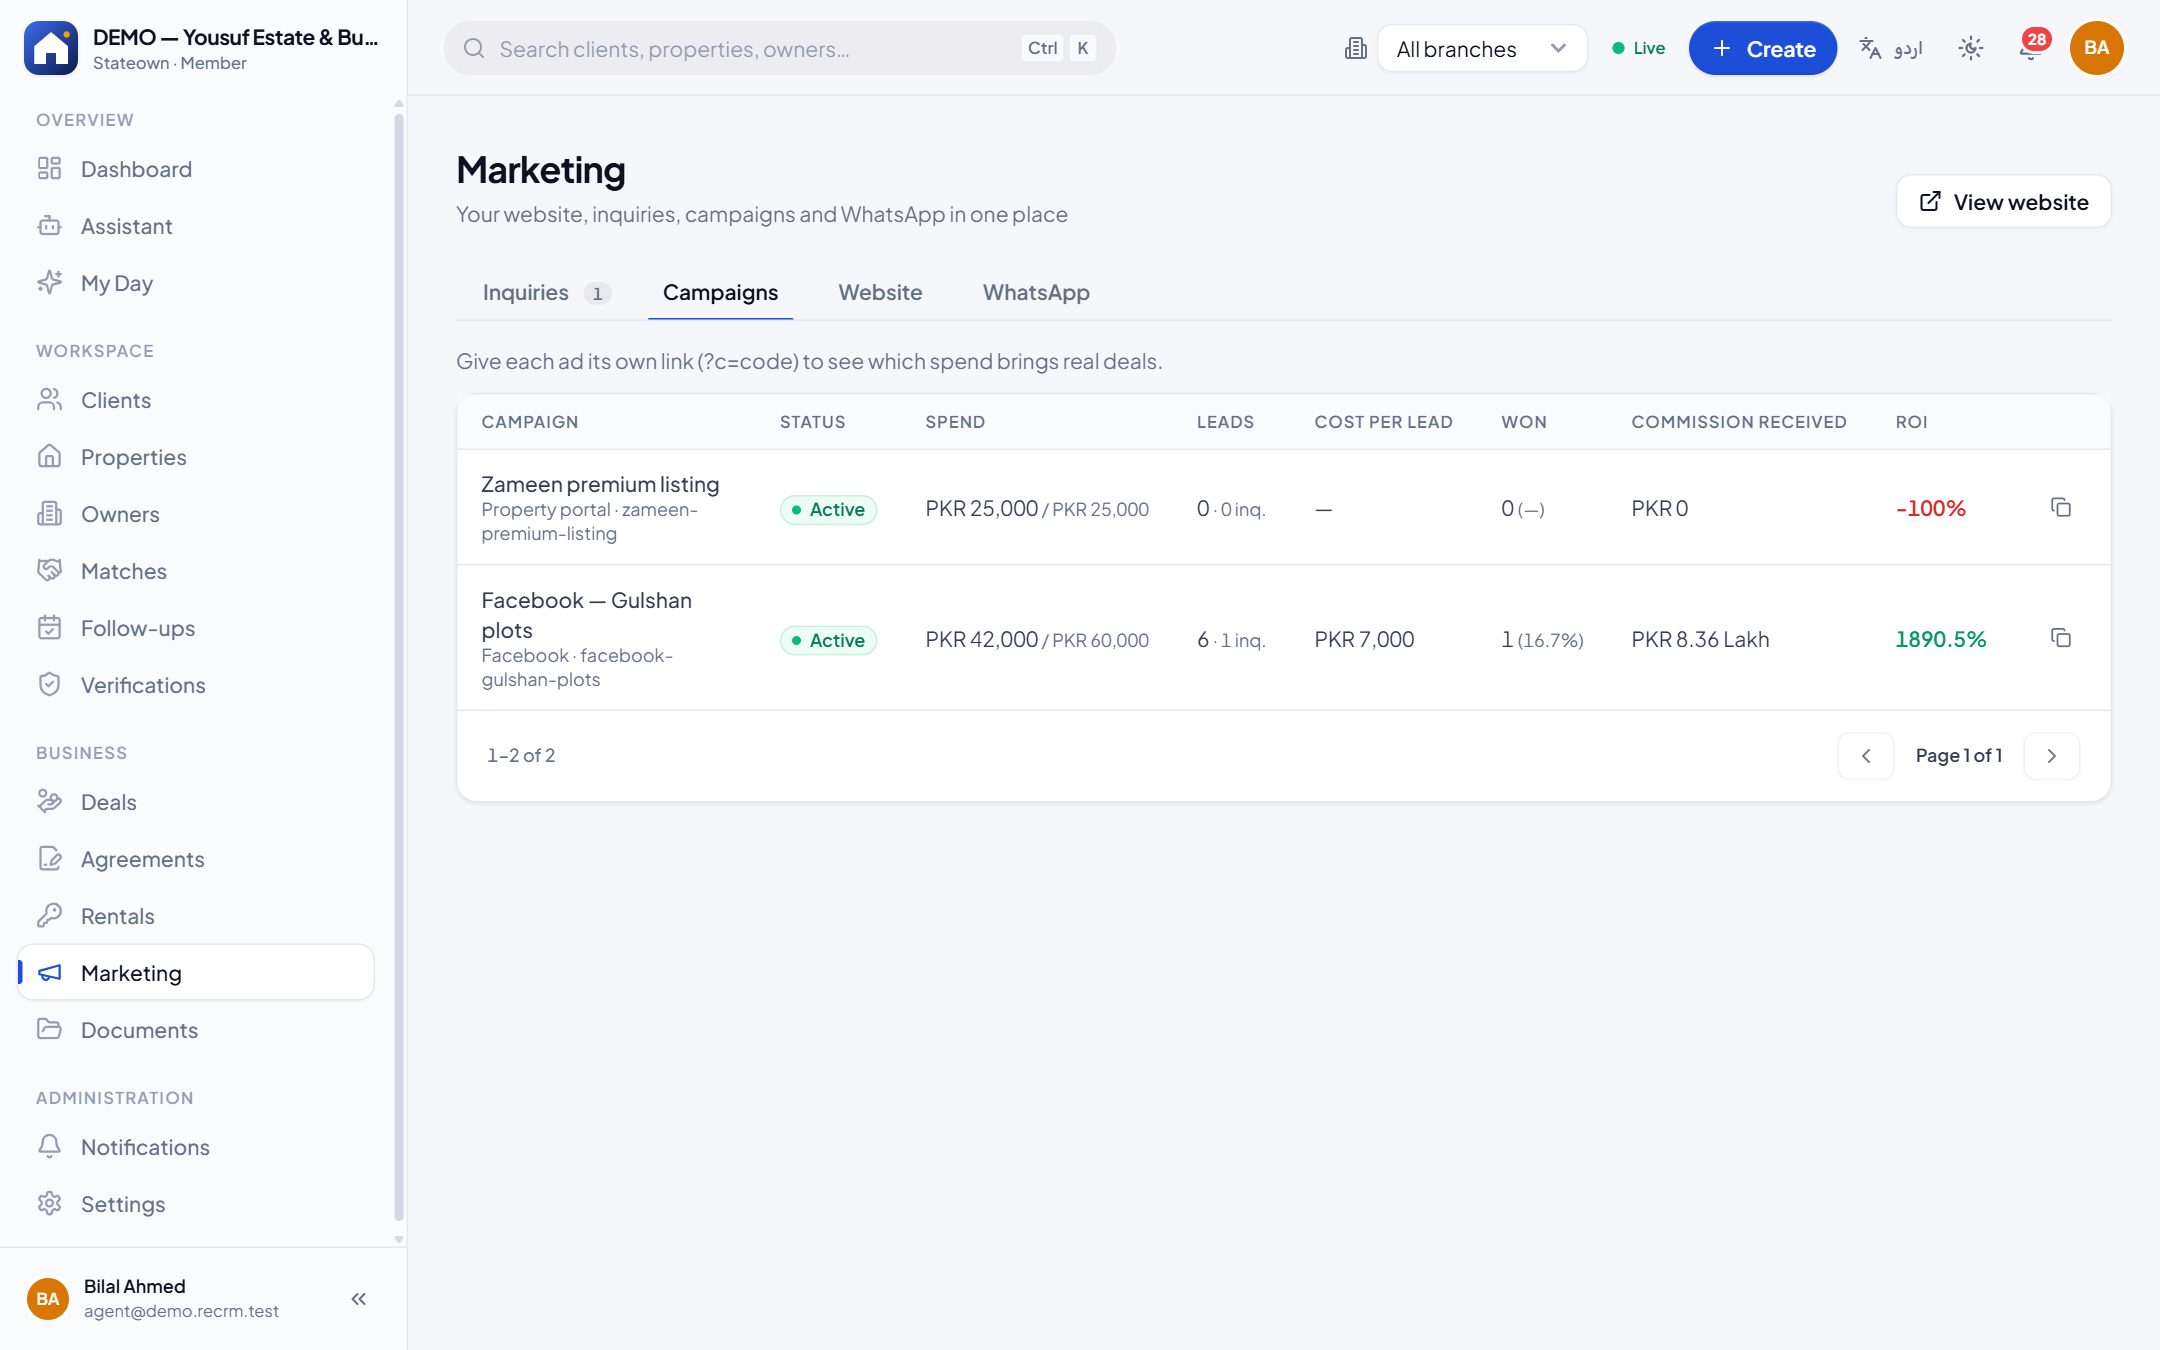 DEMO — Yousuf Estate & Bu...
Stateown · Member
OVERVIEW
Dashboard
Assistant
My Day
WORKSPACE
Clients
Properties
Owners
Matches
Follow-ups
Verifications
BUSINESS
Deals
Agreements
Rentals
Marketing
Documents
ADMINISTRATION
Notifications
Settings
BA
Bilal Ahmed
agent@demo.recrm.test
Search clients, properties, owners... Ctrl K
All branches
Live
Create
اردو
28
BA
Marketing
Your website, inquiries, campaigns and WhatsApp in one place
View website
Inquiries 1 Campaigns Website WhatsApp
Give each ad its own link (?c=code) to see which spend brings real deals.
CAMPAIGN STATUS SPEND LEADS COST PER LEAD WON COMMISSION RECEIVED ROI
Zameen premium listing
Property portal · zameen-
premium-listing
Active PKR 25,000 / PKR 25,000 0 · 0 inq. — 0 (—) PKR 0 -100%
Facebook — Gulshan
plots
Facebook · facebook-
gulshan-plots
Active PKR 42,000 / PKR 60,000 6 · 1 inq. PKR 7,000 1 (16.7%) PKR 8.36 Lakh 1890.5%
1–2 of 2
Page 1 of 1